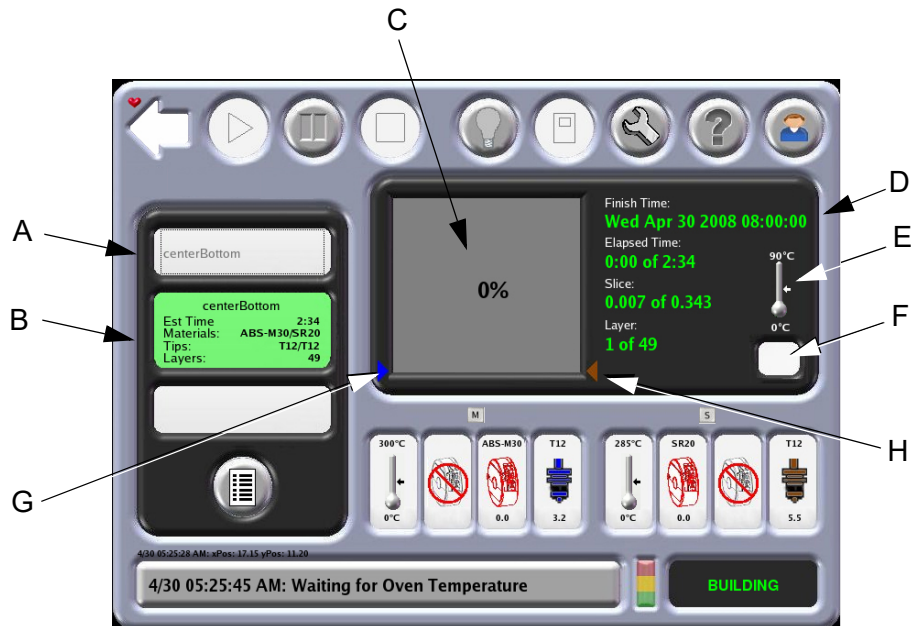 C
A
B
G
D
E
F
H
centerBottom
centerBottom
Est Time 2:34
Materials: ABS-M30/SR20
Tips: T12/T12
Layers: 49
0%
Finish Time:
Wed Apr 30 2008 08:00:00
Elapsed Time:
0:00 of 2:34
Slice:
0.007 of 0.343
Layer:
1 of 49
90°C
0°C
M
S
300°C
0°C
ABS-M30
0.0
T12
3.2
285°C
0°C
SR20
0.0
T12
5.5
4/30 05:25:28 AM: xPos: 17.15 yPos: 11.20
4/30 05:25:45 AM: Waiting for Oven Temperature
BUILDING